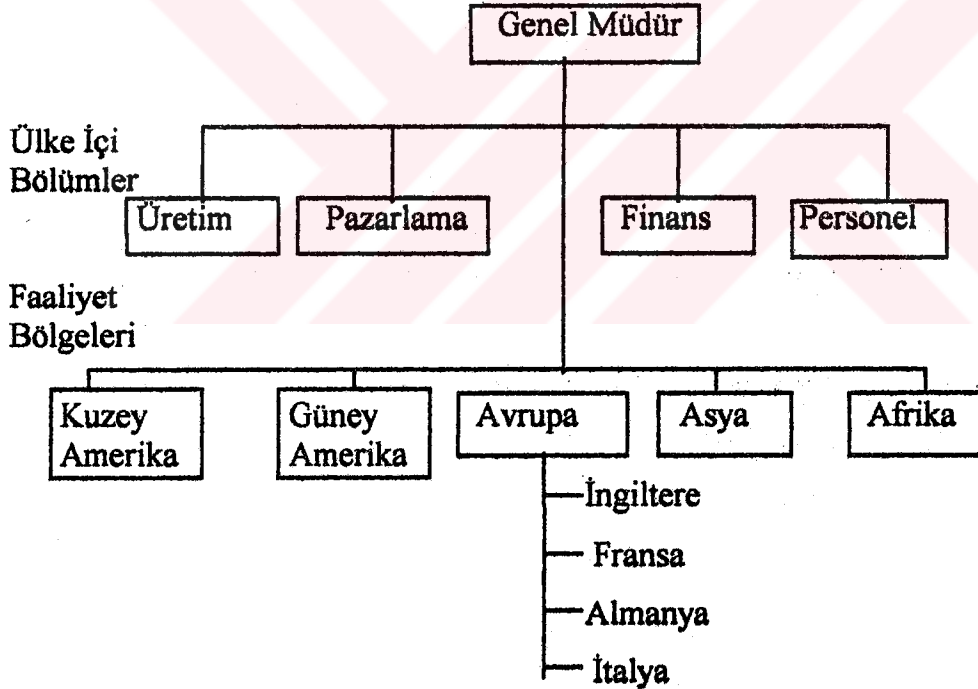 Genel Müdür
Ülke İçi
Bölümler
Üretim
Pazarlama
Finans
Personel
Faaliyet
Bölgeleri
Kuzey
Amerika
Güney
Amerika
Avrupa
Asya
Afrika
İngiltere
Fransa
Almanya
İtalya